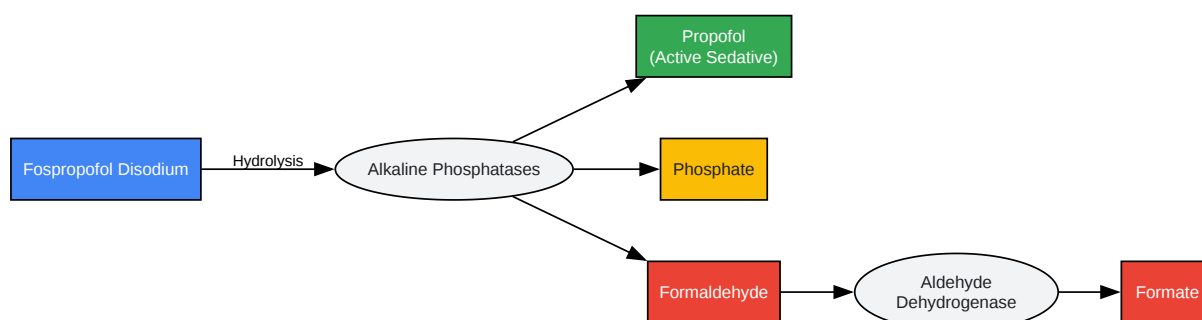 Propofol
(Active Sedative)
Fospropofol Disodium
Hydrolysis
Alkaline Phosphatases
Phosphate
Formaldehyde
Aldehyde
Dehydrogenase
Formate